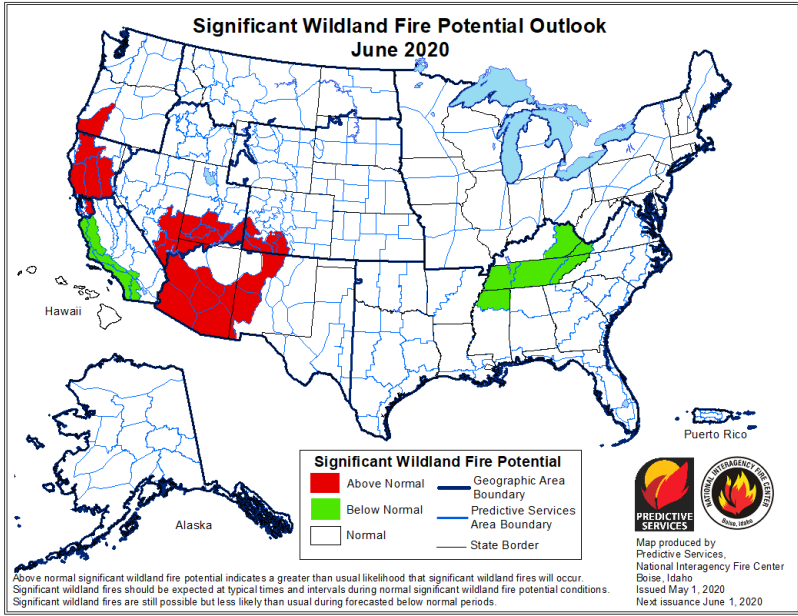 Significant Wildland Fire Potential Outlook
June 2020
Hawaii
Alaska
Puerto Rico
Significant Wildland Fire Potential
Above Normal
Below Normal
Normal
Geographic Area
Boundary
Predictive Services
Area Boundary
State Border
PREDICTIVE
SERVICES
NATIONAL INTERAGENCY FIRE CENTER
Boise, Idaho
Map produced by
Predictive Services,
National Interagency Fire Center
Boise, Idaho
Issued May 1, 2020
Next issuance June 1, 2020
Above normal significant wildland fire potential indicates a greater than usual likelihood that significant wildland fires will occur.
Significant wildland fires should be expected at typical times and intervals during normal significant wildland fire potential conditions.
Significant wildland fires are still possible but less likely than usual during forecasted below normal periods.